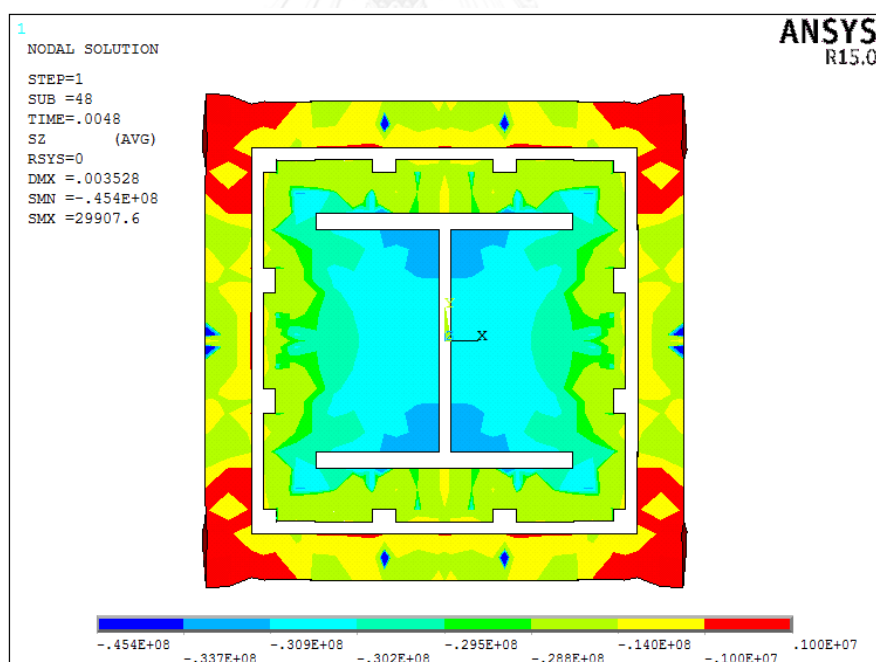 1
ANSYS
R15.0
NODAL SOLUTION
STEP=1
SUB =48
TIME=.0048
SZ (AVG)
RSYS=0
DMX =.003528
SMN =-.454E+08
SMX =29907.6
Y
X
-.454E+08
-.337E+08
-.309E+08
-.302E+08
-.295E+08
-.288E+08
-.140E+08
-.100E+07
.100E+07